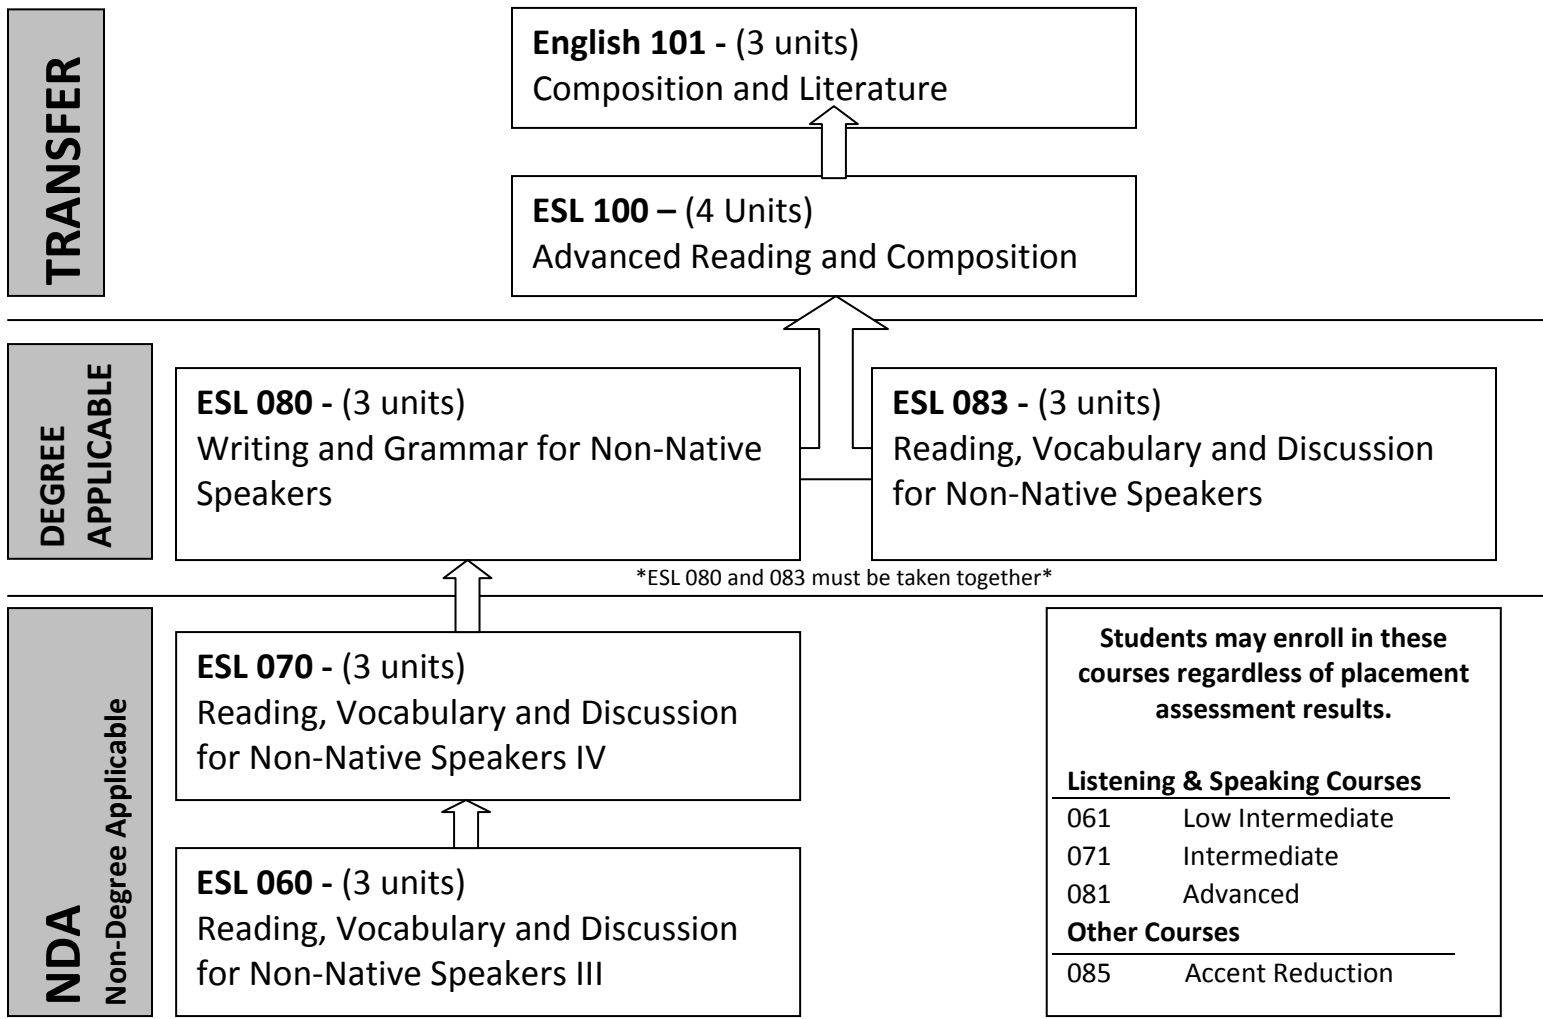 TRANSFER
English 101 - (3 units)
Composition and Literature
ESL 100 – (4 Units)
Advanced Reading and Composition
DEGREE
APPLICABLE
ESL 080 - (3 units)
Writing and Grammar for Non-Native
Speakers
ESL 083 - (3 units)
Reading, Vocabulary and Discussion
for Non-Native Speakers
*ESL 080 and 083 must be taken together*
NDA
Non-Degree Applicable
ESL 070 - (3 units)
Reading, Vocabulary and Discussion
for Non-Native Speakers IV
ESL 060 - (3 units)
Reading, Vocabulary and Discussion
for Non-Native Speakers III
Students may enroll in these
courses regardless of placement
assessment results.
Listening & Speaking Courses
061 Low Intermediate
071 Intermediate
081 Advanced
Other Courses
085 Accent Reduction